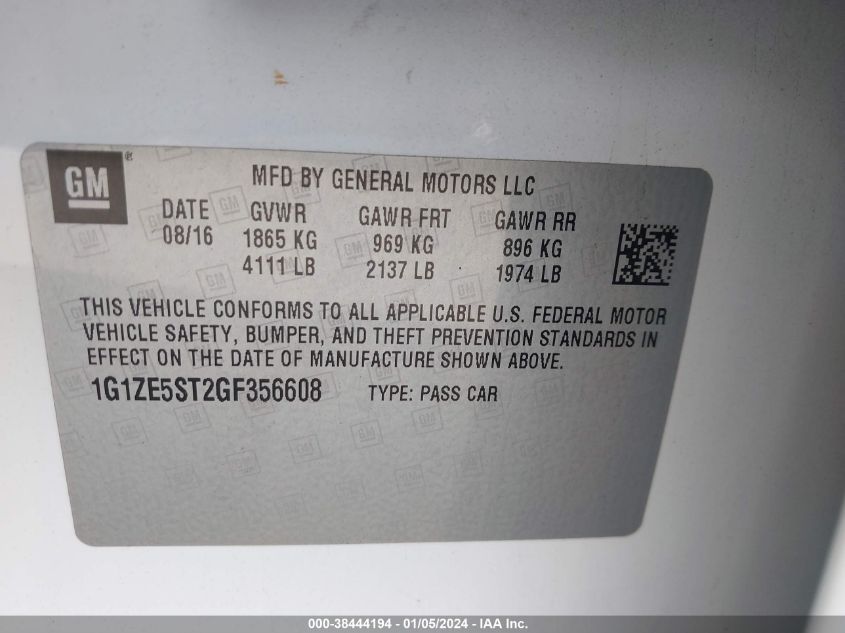 GM®
MFD BY GENERAL MOTORS LLC
DATE GVWR GAWR FRT GAWR RR
08/16 1865 KG 969 KG 896 KG
4111 LB 2137 LB 1974 LB
THIS VEHICLE CONFORMS TO ALL APPLICABLE U.S. FEDERAL MOTOR
VEHICLE SAFETY, BUMPER, AND THEFT PREVENTION STANDARDS IN
EFFECT ON THE DATE OF MANUFACTURE SHOWN ABOVE.
1G1ZE5ST2GF356608 TYPE: PASS CAR
000-38444194 - 01/05/2024 - IAA Inc.